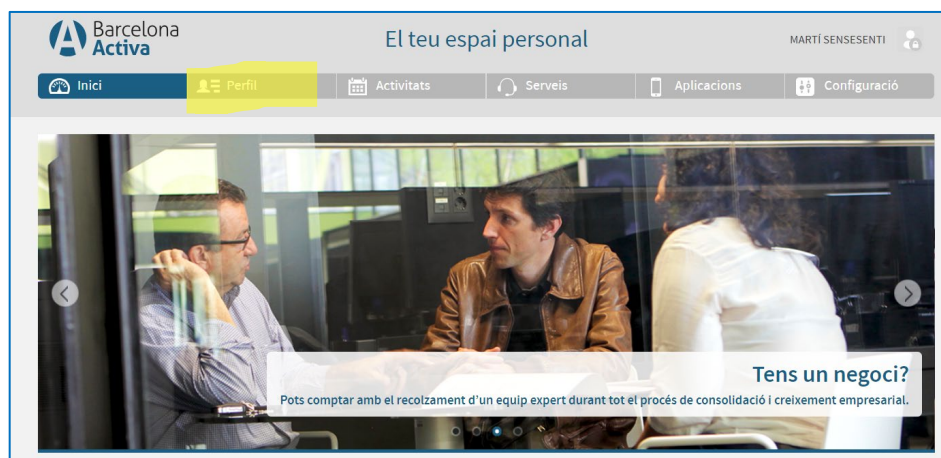 Barcelona
Activa
El teu espai personal
MARTÍ SENSESENTI
Inici
Perfil
Activitats
Serveis
Aplicacions
Configuració
Tens un negoci?
Pots comptar amb el recolzament d'un equip expert durant tot el procés de consolidació i creixement empresarial.